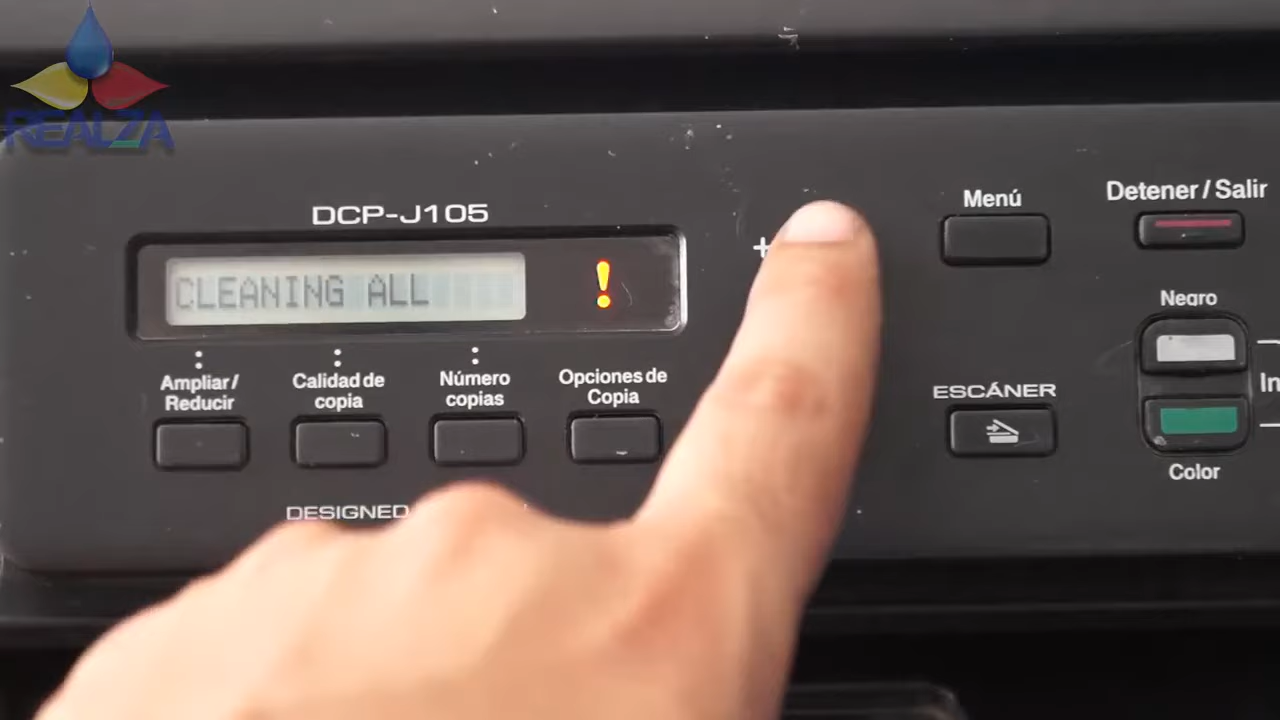 REALZA
DCP-J105
CLEANING ALL
!
+
Menú
Detener / Salir
Negro
Ampliar /
Reducir
Calidad de
copia
Número
copias
Opciones de
Copia
ESCÁNER
Color
DESIGNED